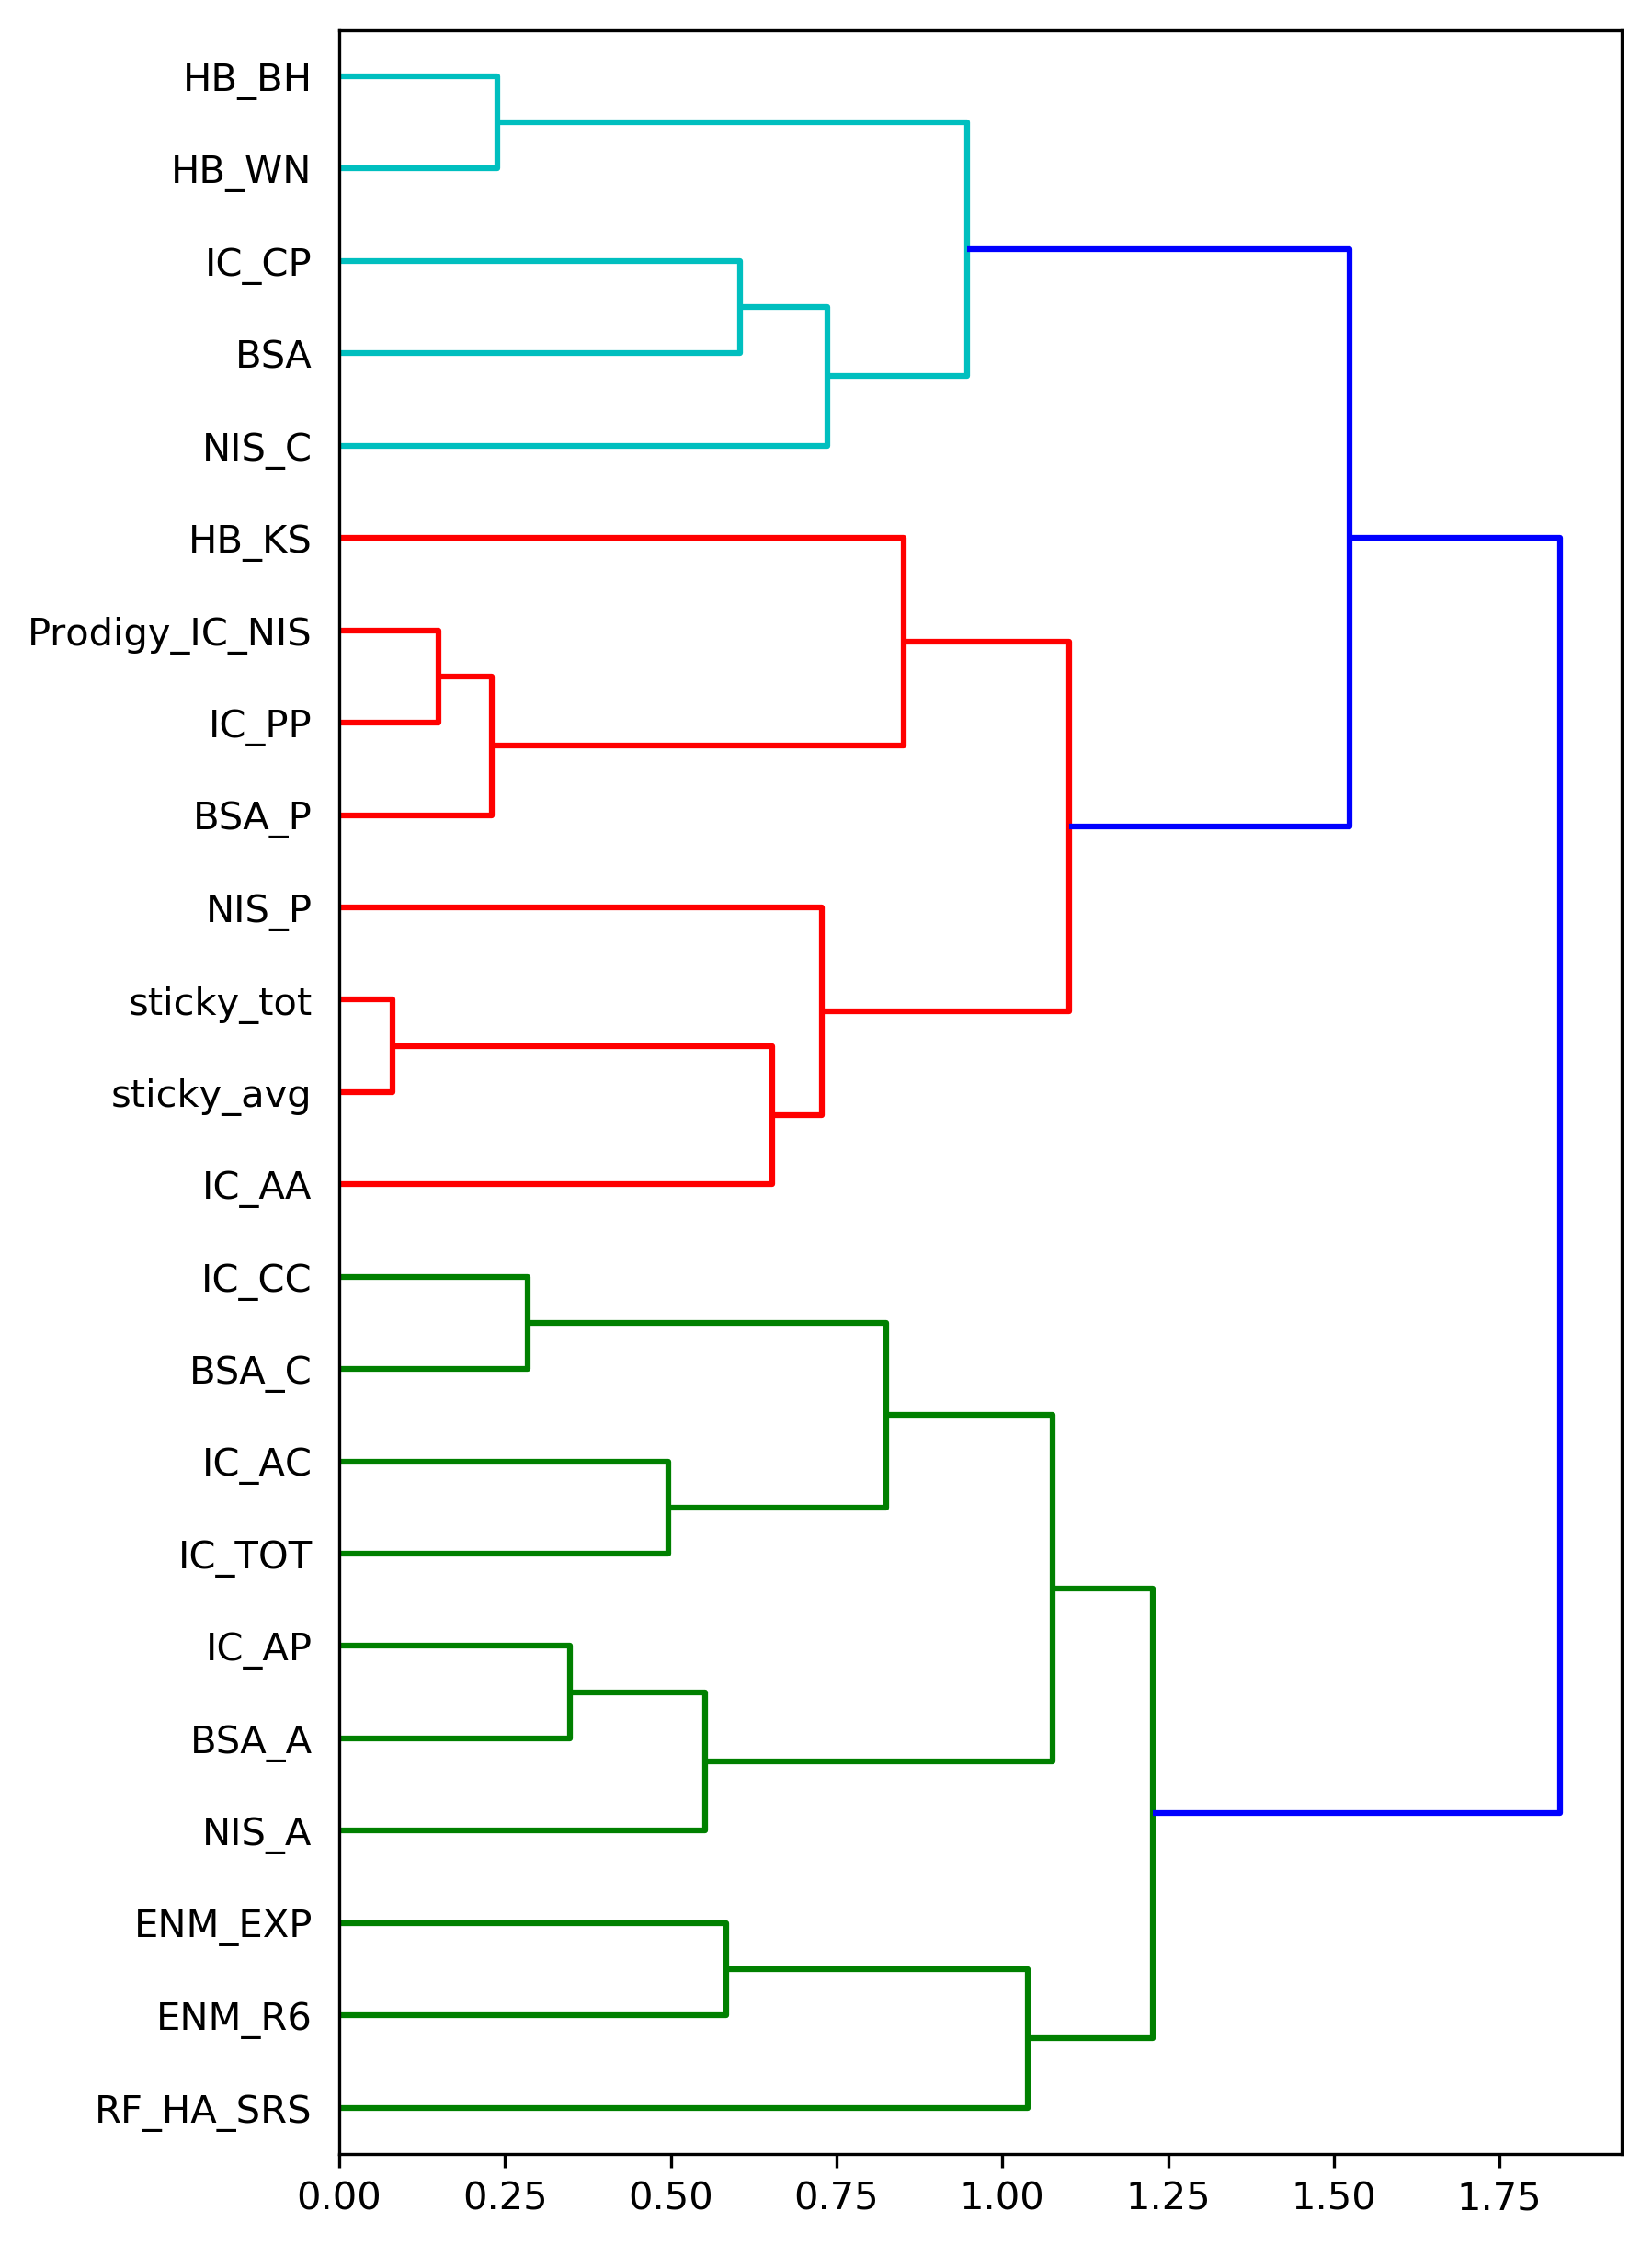 HB_BH
HB_WN
IC_CP
BSA
NIS_C
HB_KS
Prodigy_IC_NIS
IC_PP
BSA_P
NIS_P
sticky_tot
sticky_avg
IC_AA
IC_CC
BSA_C
IC_AC
IC_TOT
IC_AP
BSA_A
NIS_A
ENM_EXP
ENM_R6
RF_HA_SRS
0.00 0.25 0.50 0.75 1.00 1.25 1.50 1.75